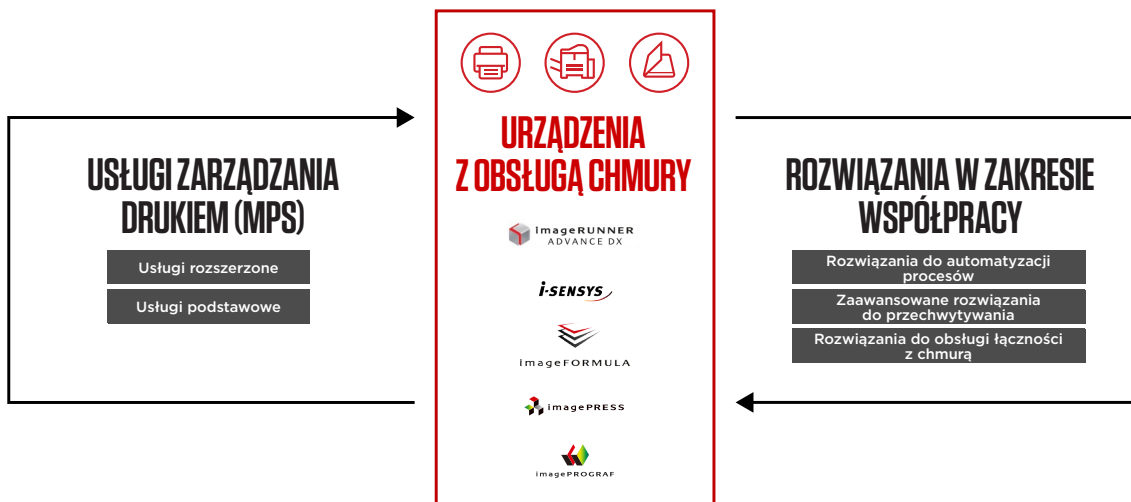 USŁUGI ZARZĄDZANIA
DRUKIEM (MPS)
Usługi rozszerzone
Usługi podstawowe
URZĄDZENIA
Z OBSŁUGĄ CHMURY
imageRUNNER
ADVANCE DX
i-SENSYS
imageFORMULA
imagePRESS
imagePROGRAF
ROZWIĄZANIA W ZAKRESIE
WSPÓŁPRACY
Rozwiązania do automatyzacji
procesów
Zaawansowane rozwiązania
do przechwytywania
Rozwiązania do obsługi łączności
z chmurą